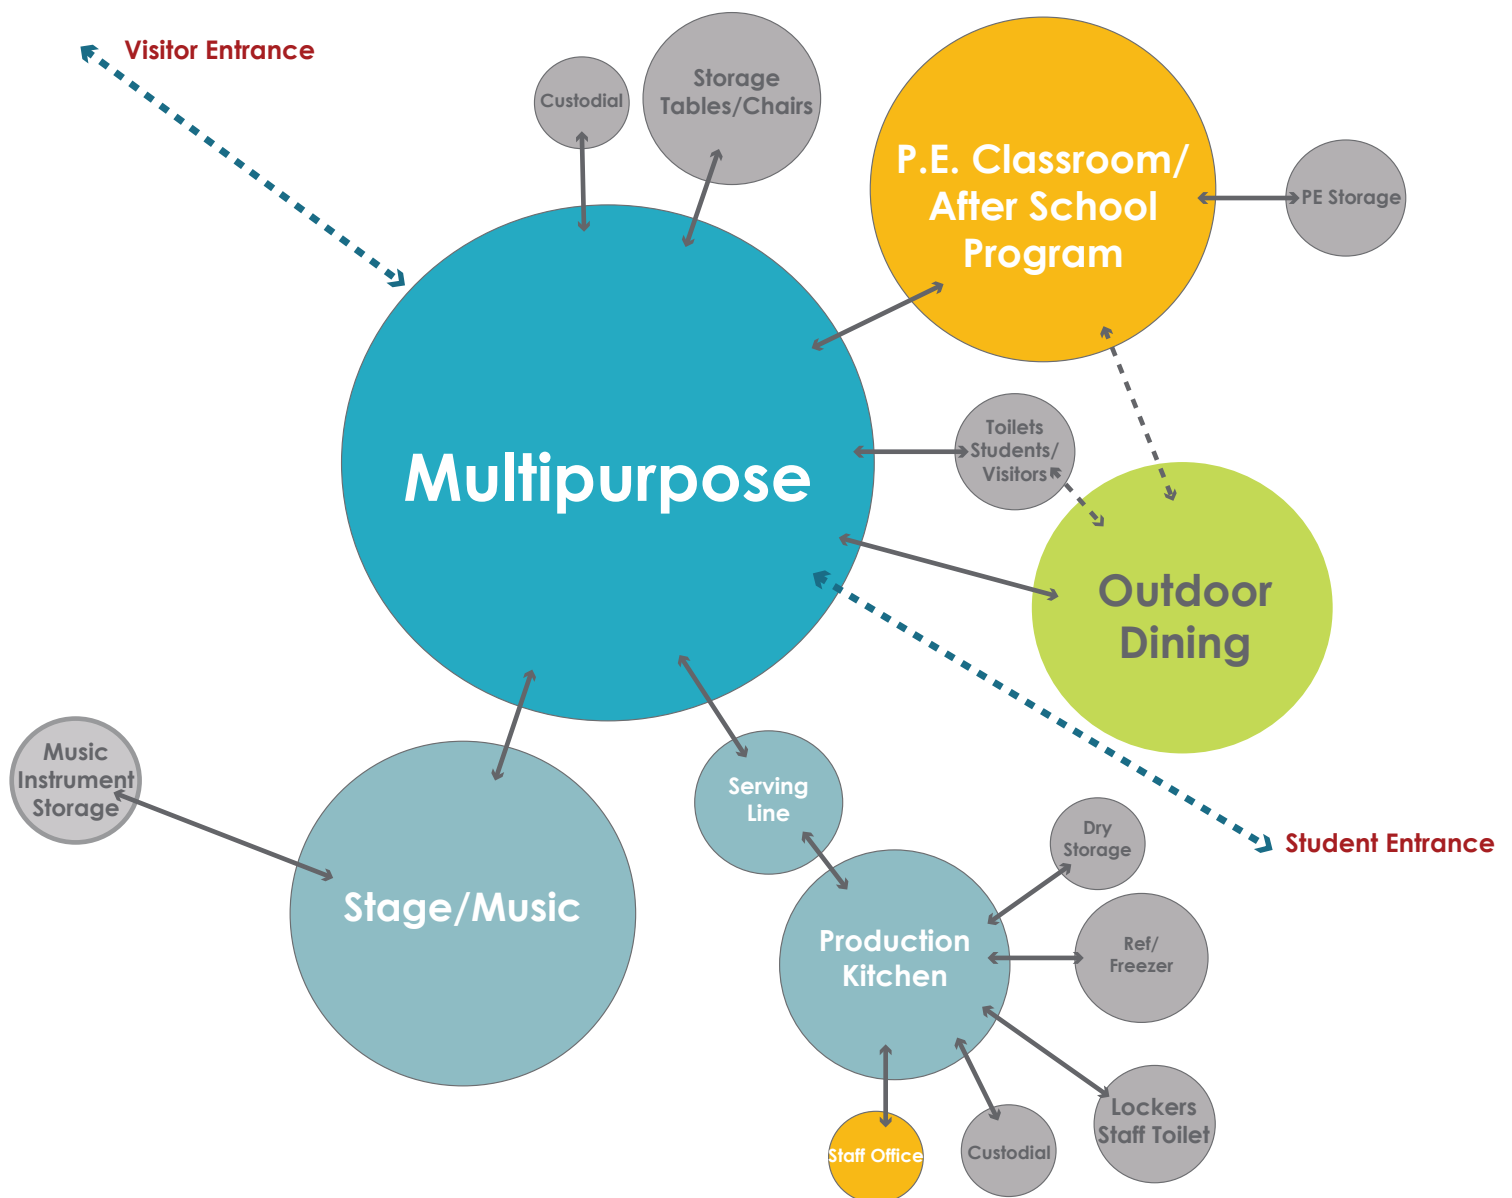 Visitor Entrance
Custodial
Storage
Tables/Chairs
P.E. Classroom/
After School
Program
PE Storage
Multipurpose
Toilets
Students/
Visitors
Outdoor
Dining
Music
Instrument
Storage
Stage/Music
Serving
Line
Dry
Storage
Student Entrance
Production
Kitchen
Ref/
Freezer
Lockers
Staff Toilet
Staff Office
Custodial